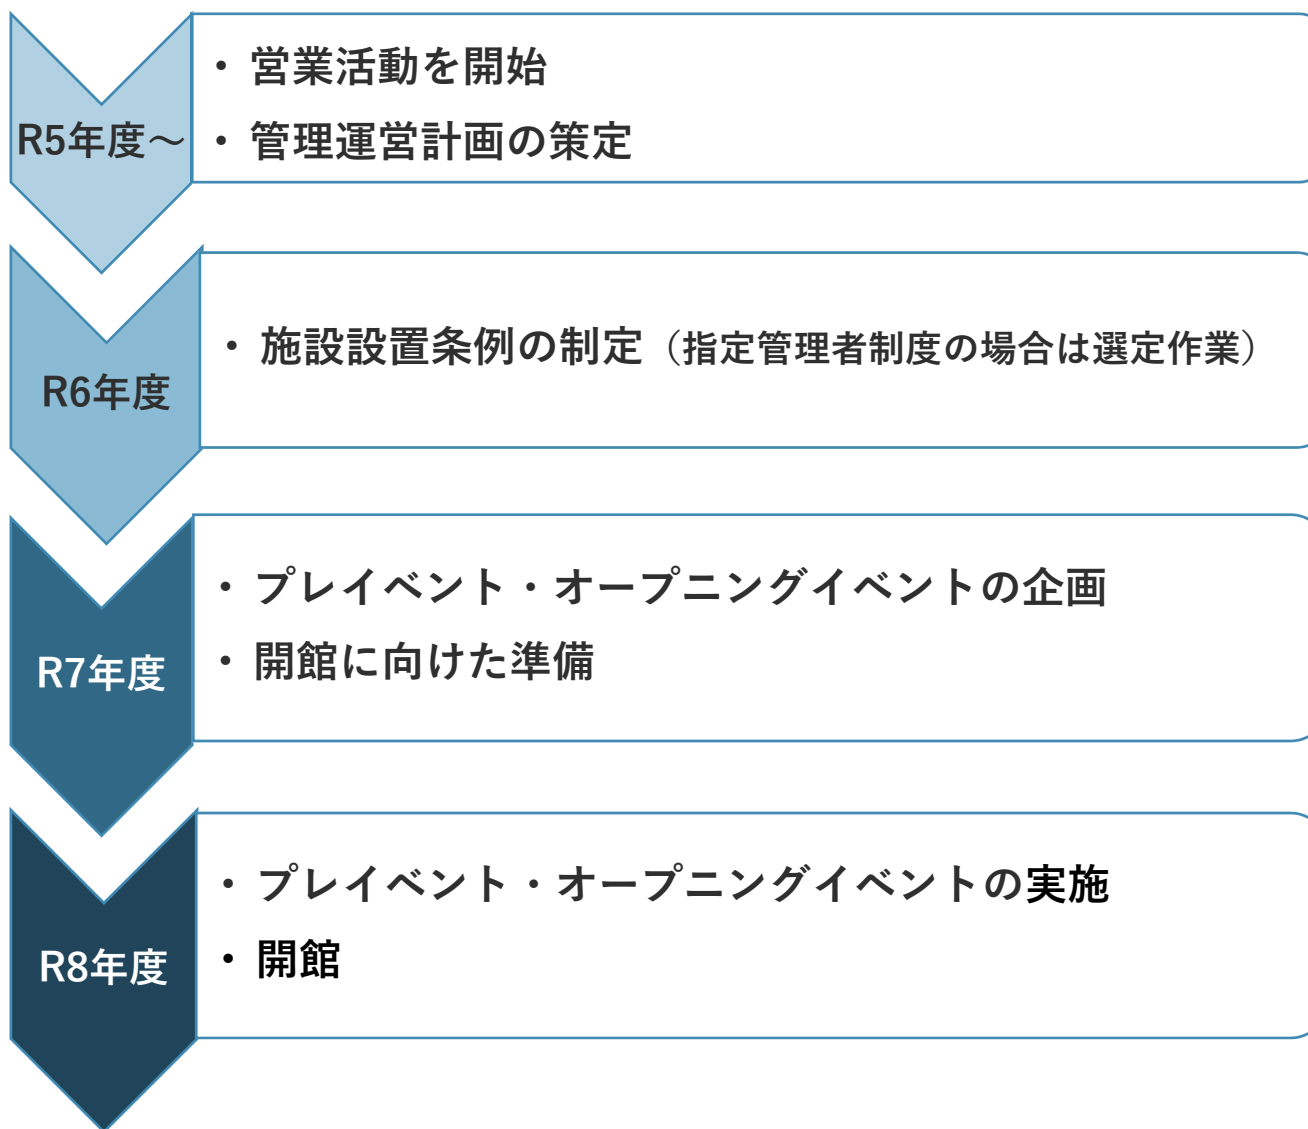 R5年度～
・営業活動を開始
・管理運営計画の策定
R6年度
・施設設置条例の制定（指定管理者制度の場合は選定作業）
R7年度
・プレイベント・オープニングイベントの企画
・開館に向けた準備
R8年度
・プレイベント・オープニングイベントの実施
・開館